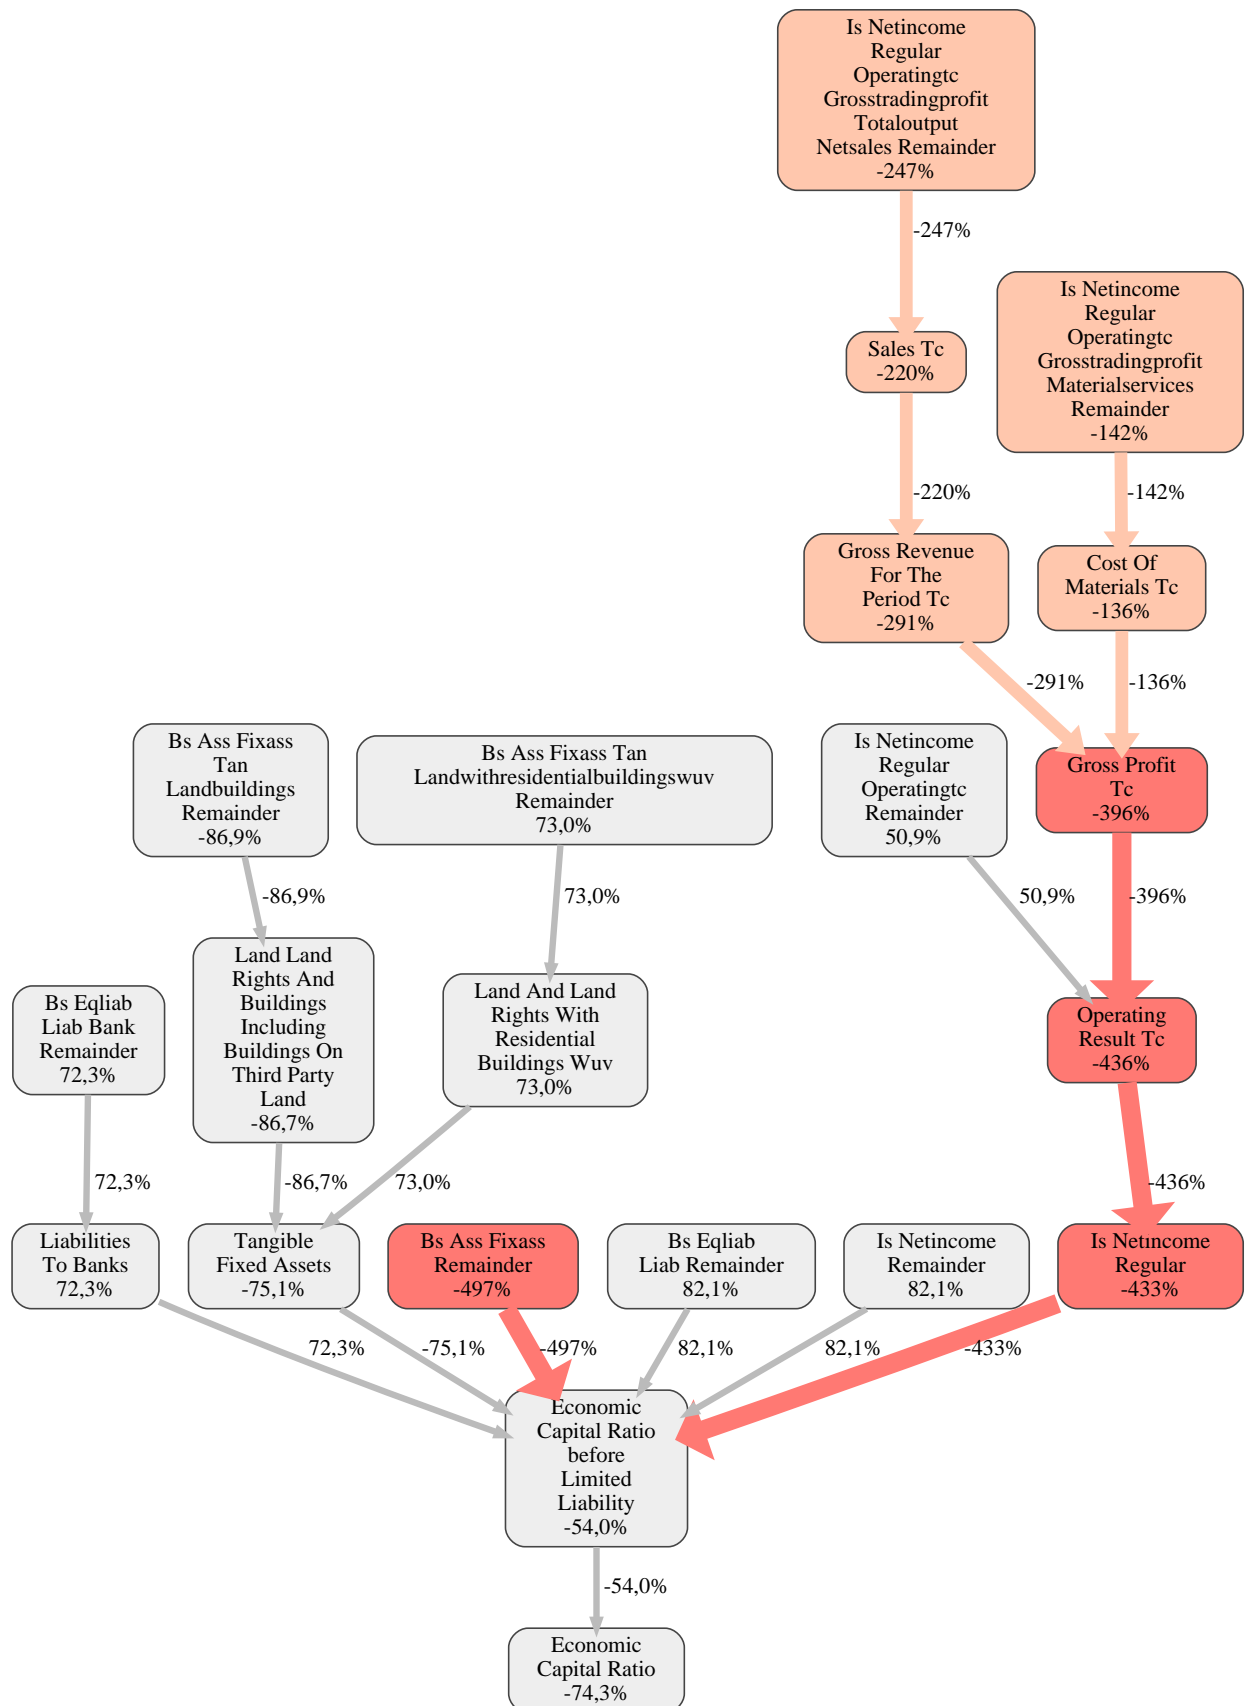 Is Netincome
Regular
Operatingtc
Grosstradingprofit
Totaloutput
Netsales Remainder
-247%
-247%
Is Netincome
Regular
Operatingtc
Grosstradingprofit
Materialservices
Remainder
-142%
Sales Tc
-220%
-220%
-142%
Gross Revenue
For The
Period Tc
-291%
Cost Of
Materials Tc
-136%
-291%
-136%
Bs Ass Fixass
Tan
Landbuildings
Remainder
-86,9%
Bs Ass Fixass Tan
Landwithresidentialbuildingswuv
Remainder
73,0%
Is Netincome
Regular
Operatingtc
Remainder
50,9%
Gross Profit
Tc
-396%
-86,9%
73,0%
50,9%
-396%
Bs Eqliab
Liab Bank
Remainder
72,3%
Land Land
Rights And
Buildings
Including
Buildings On
Third Party
Land
-86,7%
Land And Land
Rights With
Residential
Buildings Wuv
73,0%
Operating
Result Tc
-436%
72,3%
-86,7%
73,0%
-436%
Liabilities
To Banks
72,3%
Tangible
Fixed Assets
-75,1%
Bs Ass Fixass
Remainder
-497%
Bs Eqliab
Liab Remainder
82,1%
Is Netincome
Remainder
82,1%
Is Netincome
Regular
-433%
72,3%
-75,1%
-497%
82,1%
82,1%
-433%
Economic
Capital Ratio
before
Limited
Liability
-54,0%
-54,0%
Economic
Capital Ratio
-74,3%